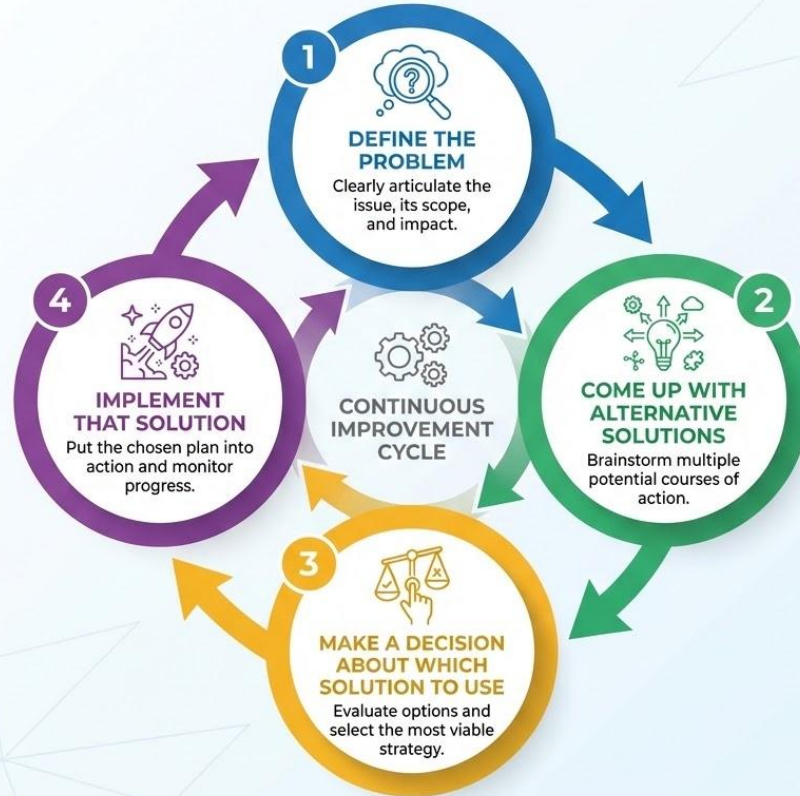 1
DEFINE THE
PROBLEM
Clearly articulate the
issue, its scope,
and impact.
2
COME UP WITH
ALTERNATIVE
SOLUTIONS
Brainstorm multiple
potential courses of
action.
3
MAKE A DECISION
ABOUT WHICH
SOLUTION TO USE
Evaluate options and
select the most viable
strategy.
4
IMPLEMENT
THAT SOLUTION
Put the chosen plan into
action and monitor
progress.
CONTINUOUS
IMPROVEMENT
CYCLE